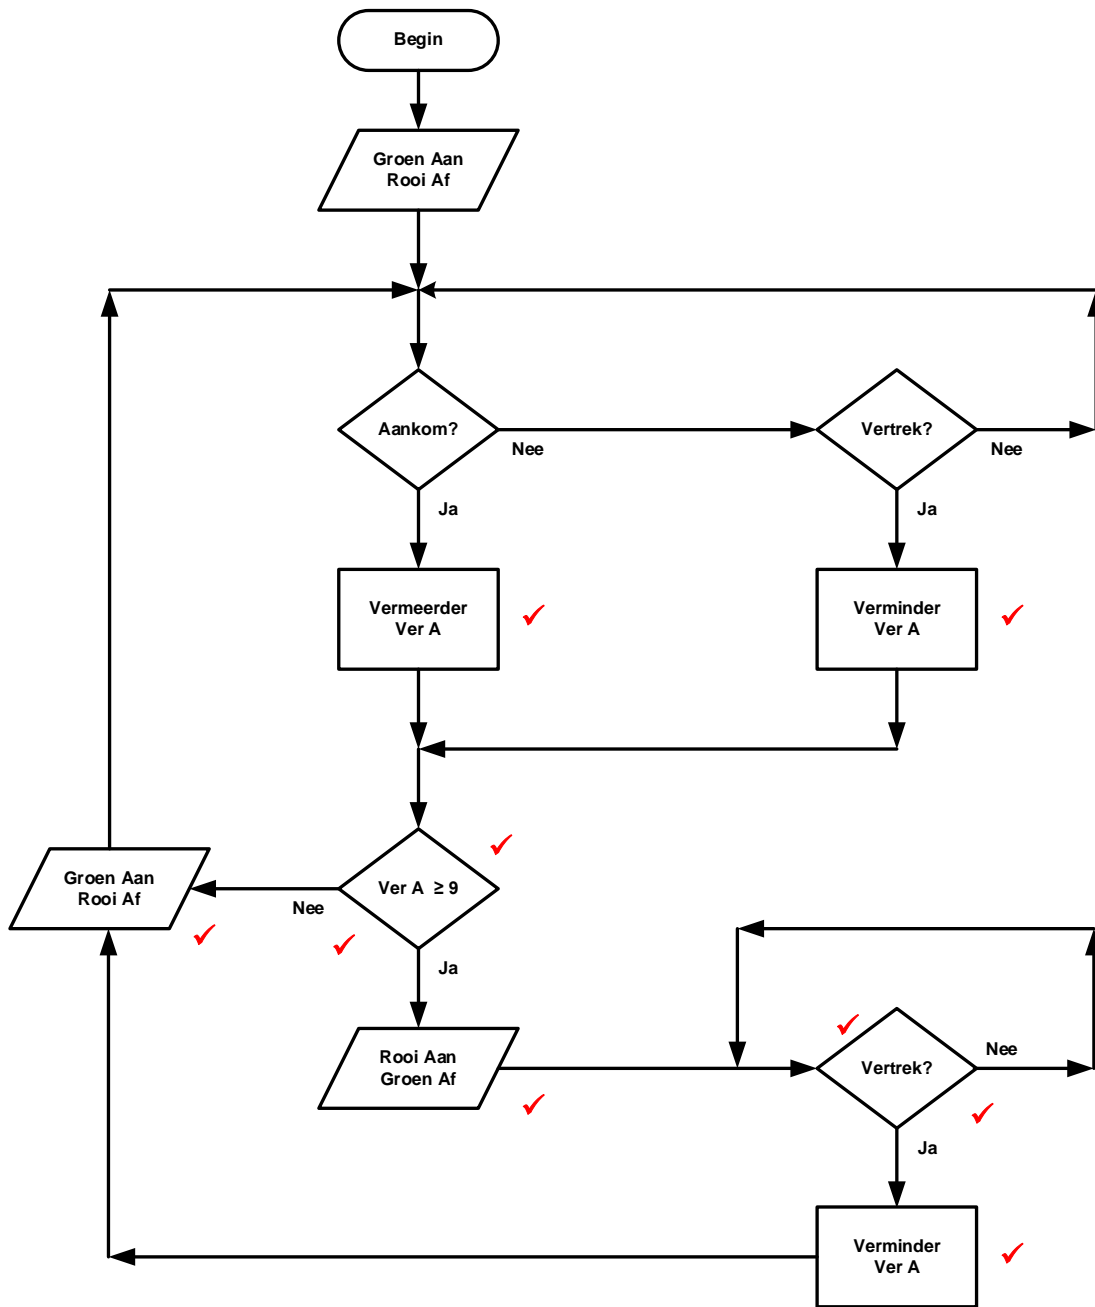 Begin
Groen Aan
Rooi Af
Aankom?
Nee
Vertrek?
Nee
Ja
Ja
Vermeerder
Ver A
Verminder
Ver A
Groen Aan
Rooi Af
Nee
Ver A ≥ 9
Ja
Rooi Aan
Groen Af
Vertrek?
Nee
Ja
Verminder
Ver A